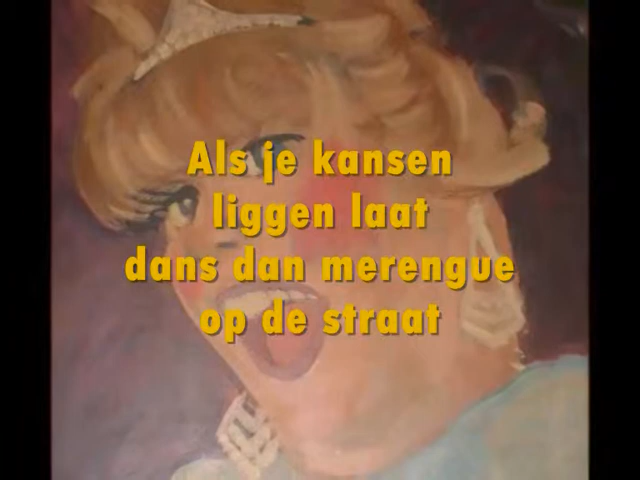 Als je kansen
liggen laat
dans dan merengue
op de straat